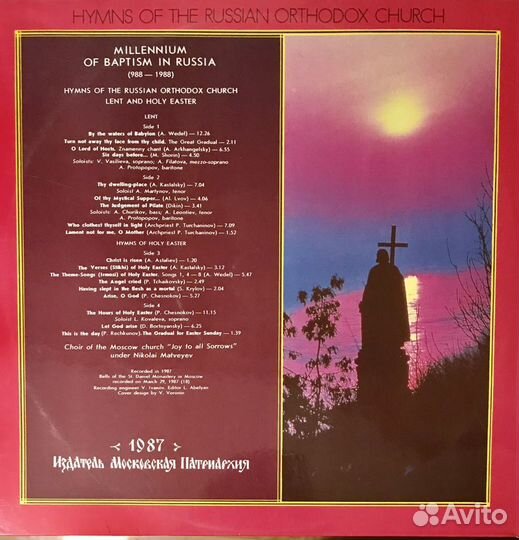 HYMNS OF THE RUSSIAN ORTHODOX CHURCH
MILLENNIUM
OF BAPTISM IN RUSSIA
(988 — 1988)
HYMNS OF THE RUSSIAN ORTHODOX CHURCH
LENT AND HOLY EASTER
LENT
Side 1
By the waters of Babylon (A. Wedel) — 12.26
Turn not away thy face from thy child. The Great Gradual — 2.11
O Lord of Hosts, Znamenny chant (A. Arkhangelsky) — 6.55
Six days before... (M. Shorin) — 4.50
Soloists: V. Vasilieva, soprano; A. Filatova, mezzo-soprano
A. Protopopov, baritone
Side 2
Thy dwelling-place (A. Kastalsky) — 7.04
Soloist A. Martynov, tenor
Of thy Mystical Supper... (Al. Lvov) — 4.06
The Judgement of Pilate (Dikin) — 3.41
Soloists: A. Churikov, bass; A. Leontiev, tenor
A. Protopopov, baritone
Who clothest thyself in light (Archpriest P. Turchaninov) — 7.09
Lament not for me, O Mother (Archpriest P. Turchaninov) — 1.52
HYMNS OF HOLY EASTER
Side 3
Christ is risen (A. Astafiev) — 1.20
The Verses (Stikhi) of Holy Easter (A. Kastalsky) — 3.12
The Theme-Songs (Irmosi) of Holy Easter. Songs 1, 4 — 8 (A. Wedel) — 5.47
The Angel cried (P. Tchaikovsky) — 2.49
Having slept in the flesh as a mortal (S. Krylov) — 2.04
Arise, O God (P. Chesnokov) — 5.27
Side 4
The Hours of Holy Easter (P. Chesnokov) — 11.15
Soloist L. Kovaleva, soprano
Let God arise (D. Bortnyansky) — 6.25
This is the day (P. Rechkunov). The Gradual for Easter Sunday — 1.39
Choir of the Moscow church "Joy to all Sorrows"
under Nikolai Matveyev
Recorded in 1987
Bells of the St. Daniel Monastery in Moscow
recorded on March 29, 1987 (18)
Recording engineer V. Ivanov. Editor L. Abelyan
Cover design by V. Voronin
1987
Издатель Московская Патриархия
Avito